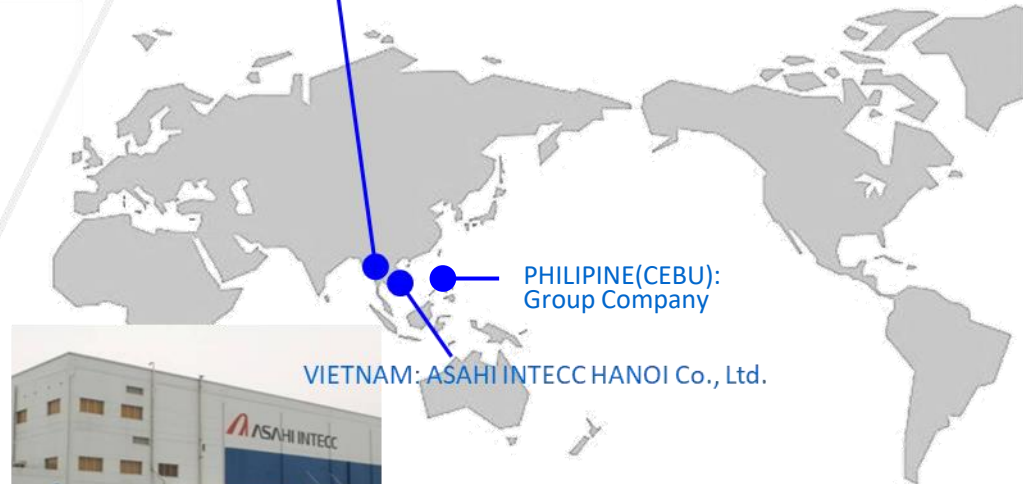 PHILIPINE(CEBU):
Group Company
VIETNAM: ASAHI INTECC HANOI Co., Ltd.
ASAHI INTECC